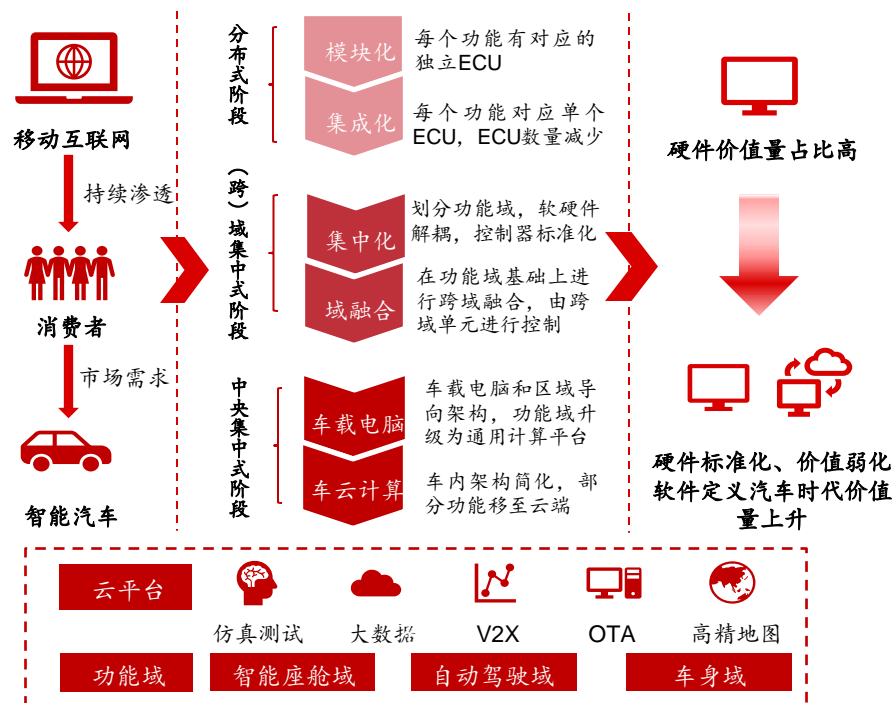 移动互联网
持续渗透
消费者
市场需求
智能汽车
分布式阶段
模块化
每个功能有对应的
独立ECU
集成化
每个功能对应单个
ECU，ECU数量减少
（跨）域集中式阶段
集中化
划分功能域，软硬件
解耦，控制器标准化
域融合
在功能域基础上进
行跨域融合，由跨
域单元进行控制
中央集中式阶段
车载电脑
车载电脑和区域导
向架构，功能域升
级为通用计算平台
车云计算
车内架构简化，部
分功能移至云端
硬件价值量占比高
硬件标准化、价值弱化
软件定义汽车时代价值
量上升
云平台
仿真测试
大数据
V2X
OTA
高精地图
功能域
智能座舱域
自动驾驶域
车身域